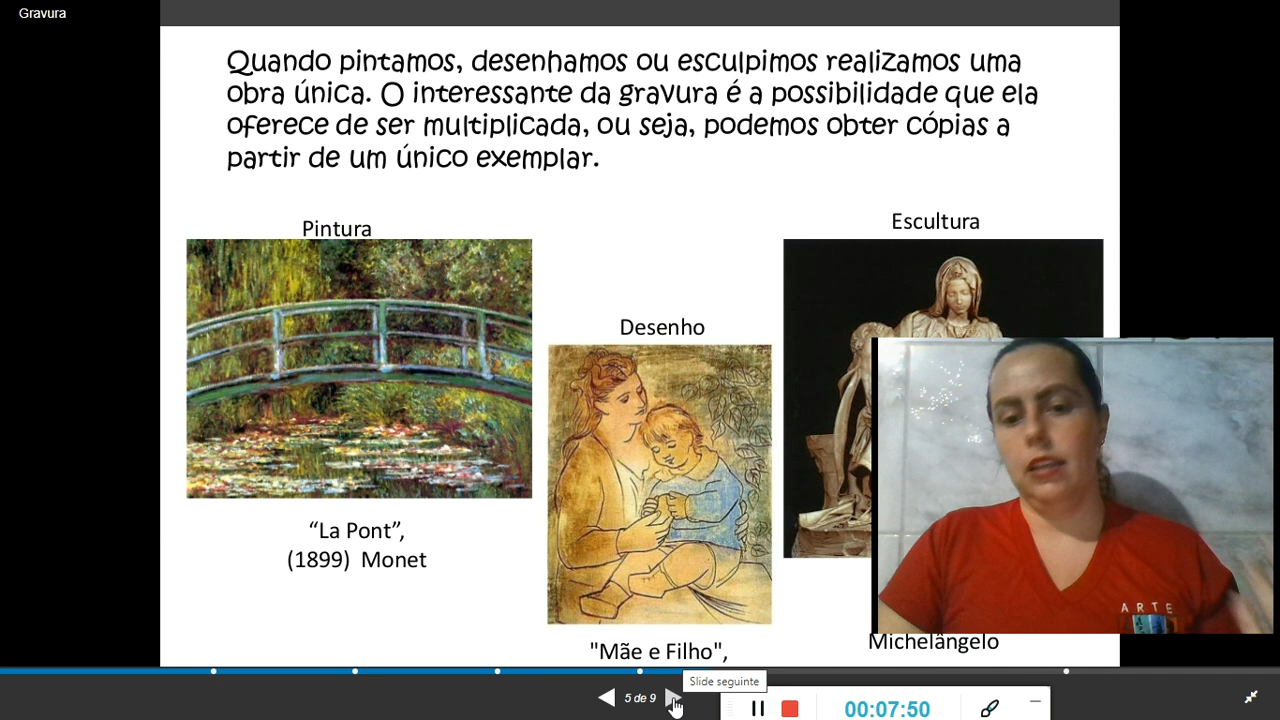 Gravura
Quando pintamos, desenhamos ou esculpimos realizamos uma
obra única. O interessante da gravura é a possibilidade que ela
oferece de ser multiplicada, ou seja, podemos obter cópias a
partir de um único exemplar.
Pintura
Escultura
Desenho
“La Pont”,
(1899) Monet
ARTE
Michelângelo
"Mãe e Filho",
Slide seguinte
5 de 9
00:07:50